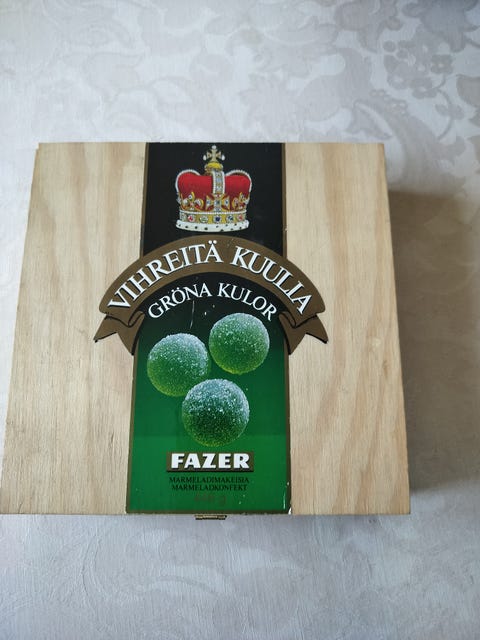 VIHREITÄ KUULIA
GRÖNA KULOR
FAZER
MARMELADIMAKEISIA
MARMELADKONFEKT